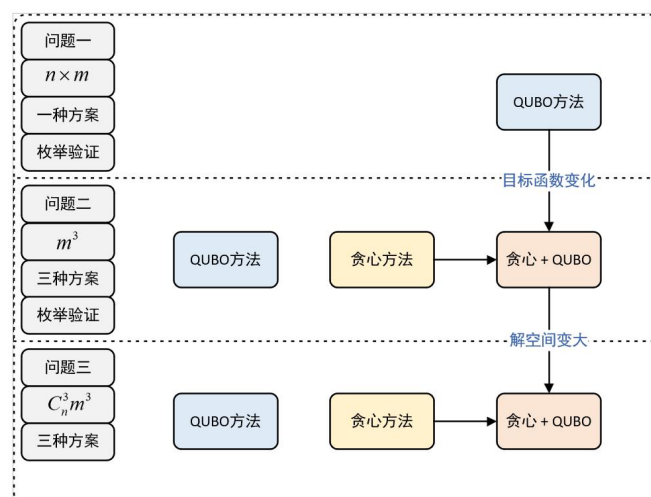 问题一
n×m
一种方案
枚举验证
QUBO方法
目标函数变化
问题二
m³
三种方案
枚举验证
QUBO方法
贪心方法
贪心 + QUBO
解空间变大
问题三
C_n^3 m^3
三种方案
QUBO方法
贪心方法
贪心 + QUBO